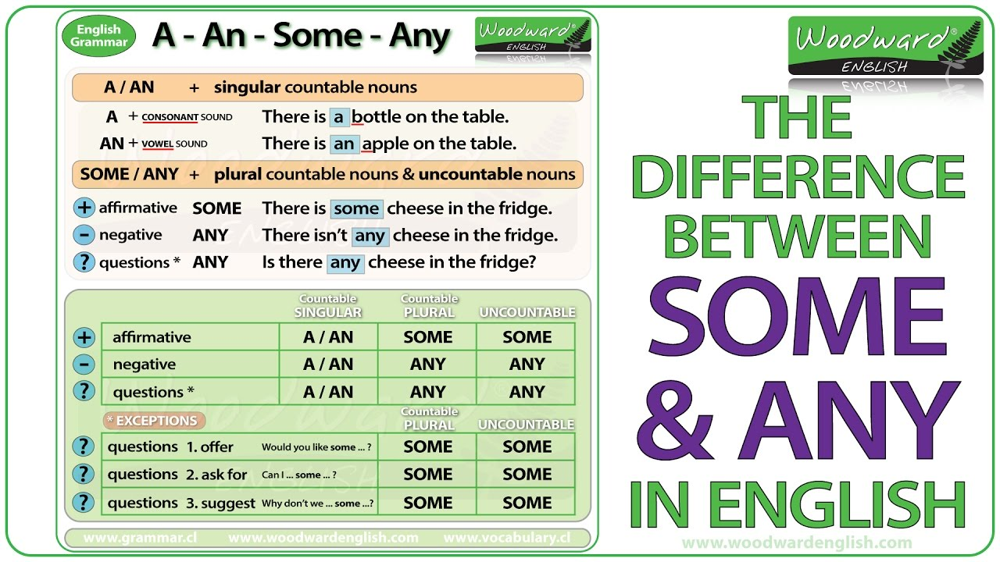 English
Grammar
A - An - Some - Any
Woodward®
ENGLISH
A / AN + singular countable nouns
A + CONSONANT SOUND There is a bottle on the table.
AN + VOWEL SOUND There is an apple on the table.
SOME / ANY + plural countable nouns & uncountable nouns
+ affirmative SOME There is some cheese in the fridge.
- negative ANY There isn't any cheese in the fridge.
? questions * ANY Is there any cheese in the fridge?
Countable SINGULAR Countable PLURAL UNCOUNTABLE
+ affirmative A / AN SOME SOME
- negative A / AN ANY ANY
? questions * A / AN ANY ANY
* EXCEPTIONS Countable PLURAL UNCOUNTABLE
? questions 1. offer Would you like some ... ? SOME SOME
? questions 2. ask for Can I ... some ... ? SOME SOME
? questions 3. suggest Why don't we ... some ...? SOME SOME
www.grammar.cl www.woodwardenglish.com www.vocabulary.cl
Woodward®
ENGLISH
THE
DIFFERENCE
BETWEEN
SOME
& ANY
IN ENGLISH
www.woodwardenglish.com